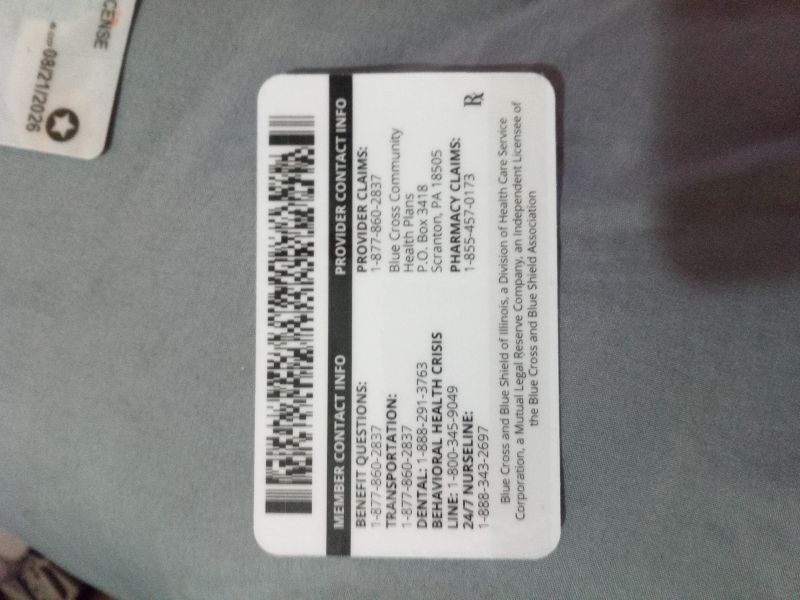 CENSE
08/21/2026
MEMBER CONTACT INFO
BENEFIT QUESTIONS:
1-877-860-2837
TRANSPORTATION:
1-877-860-2837
DENTAL: 1-888-291-3763
BEHAVIORAL HEALTH CRISIS
LINE: 1-800-345-9049
24/7 NURSELINE:
1-888-343-2697
PROVIDER CONTACT INFO
PROVIDER CLAIMS:
1-877-860-2837
Blue Cross Community
Health Plans
P.O. Box 3418
Scranton, PA 18505
PHARMACY CLAIMS:
1-855-457-0173
Rx
Blue Cross and Blue Shield of Illinois, a Division of Health Care Service
Corporation, a Mutual Legal Reserve Company, an Independent Licensee of
the Blue Cross and Blue Shield Association